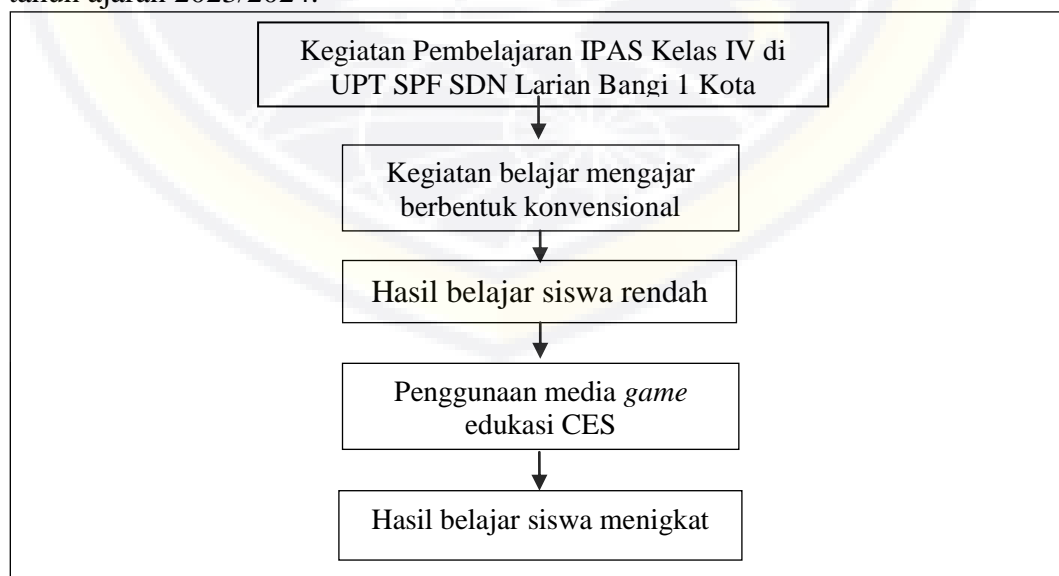 tahun ajaran 2023/2024.
Kegiatan Pembelajaran IPAS Kelas IV di
UPT SPF SDN Larian Bangi 1 Kota
Kegiatan belajar mengajar
berbentuk konvensional
Hasil belajar siswa rendah
Penggunaan media game
edukasi CES
Hasil belajar siswa menigkat